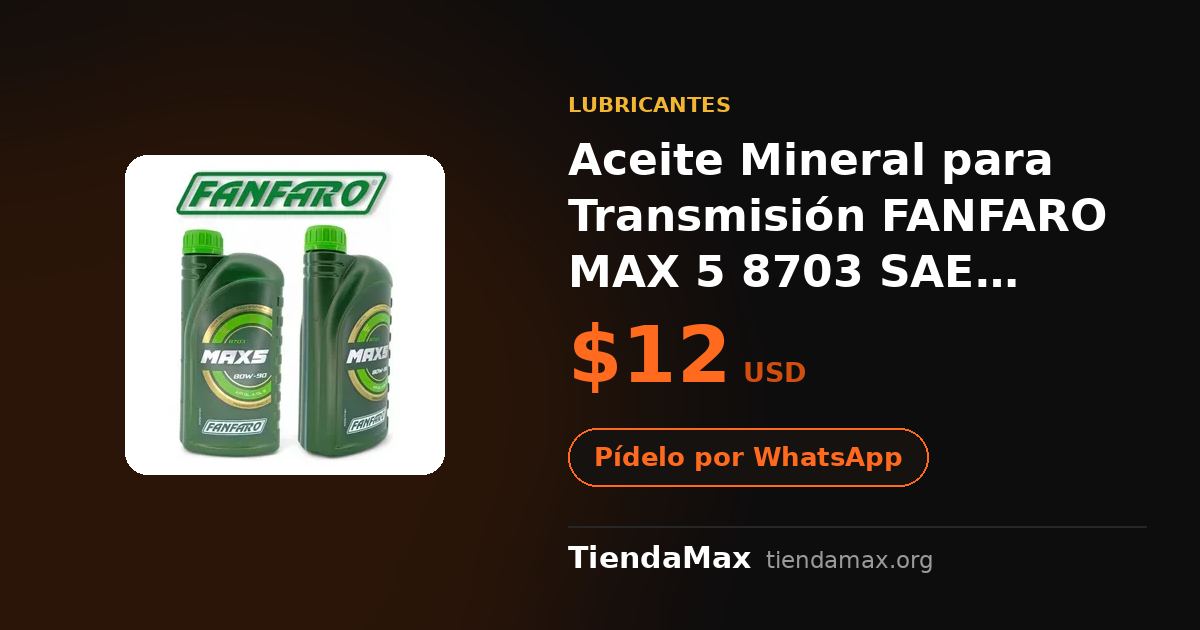 LUBRICANTES
Aceite Mineral para
Transmisión FANFARO
MAX 5 8703 SAE...
$12 USD
Pídelo por WhatsApp
TiendaMax tiendamax.org
FANFARO
8703
MAX5
80W-90
FANFARO
MAX5
FANFARO